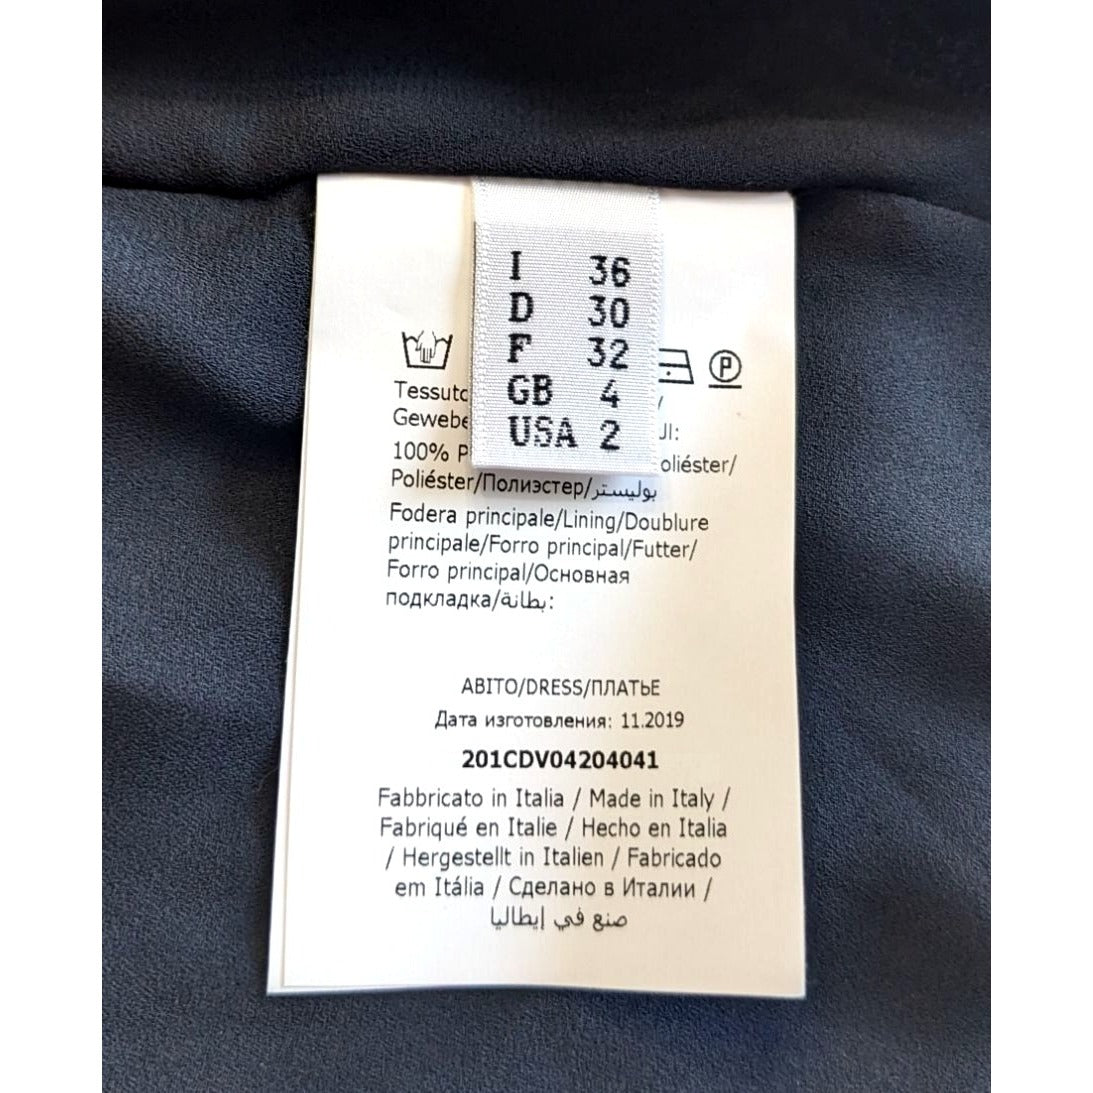 I 36
D 30
F 32
GB 4
USA 2
Tessuto /
Gewebe JI:
100% P oliéster/
Poliéster/Полиэстер/بوليستر
Fodera principale/Lining/Doublure
principale/Forro principal/Futter/
Forro principal/Основная
подкладка/بطانة:
ABITO/DRESS/ПЛАТЬЕ
Дата изготовления: 11.2019
201CDV04204041
Fabbricato in Italia / Made in Italy /
Fabriqué en Italie / Hecho en Italia
/ Hergestellt in Italien / Fabricado
em Itália / Сделано в Италии /
صنع في إيطاليا